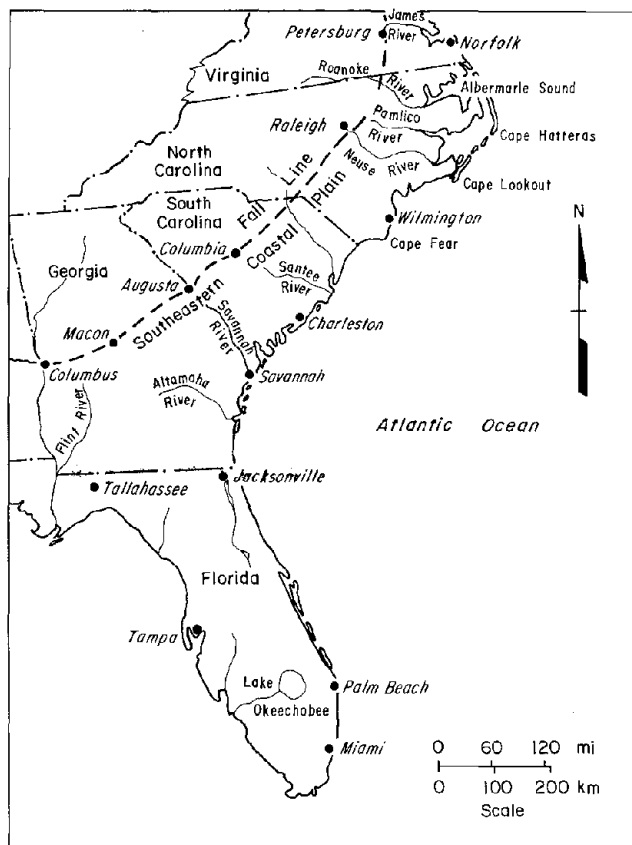 James
River
Petersburg
Norfolk
Virginia
Roanoke
River
Albermarle Sound
Pamlico
River
Raleigh
Cape Hatteras
Neuse
River
North
Carolina
Fall Line
Cape Lookout
South
Carolina
Southeastern Coastal Plain
Wilmington
N
Cape Fear
Columbia
Georgia
Santee
River
Augusta
Savannah
River
Charleston
Macon
Columbus
Altamaha
River
Savannah
Flint River
Atlantic Ocean
Jacksonville
Tallahassee
Florida
Tampa
Lake
Okeechobee
Palm Beach
Miami
0 60 120 mi
0 100 200 km
Scale